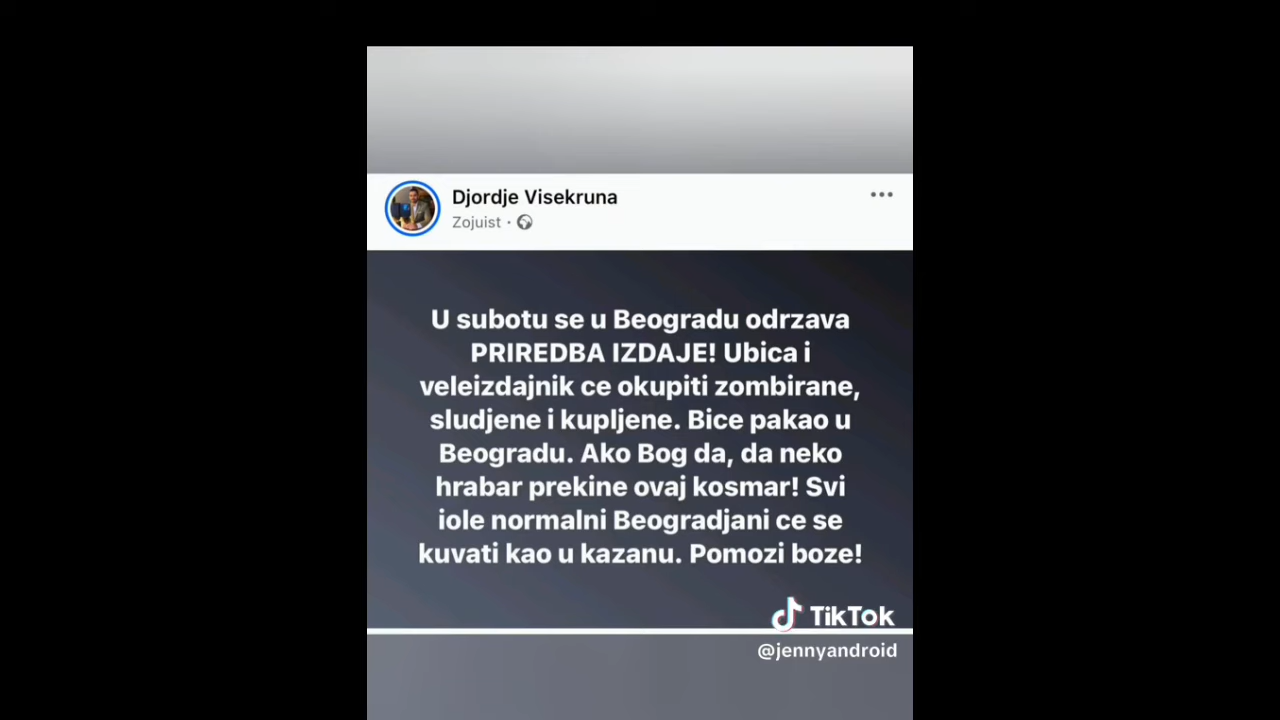 Djordje Visekruna
Zojuist ·
U subotu se u Beogradu odrzava
PRIREDBA IZDAJE! Ubica i
veleizdajnik ce okupiti zombirane,
sludjene i kupljene. Bice pakao u
Beogradu. Ako Bog da, da neko
hrabar prekine ovaj kosmar! Svi
iole normalni Beogradjani ce se
kuvati kao u kazanu. Pomozi boze!
TikTok
@jennyandroid